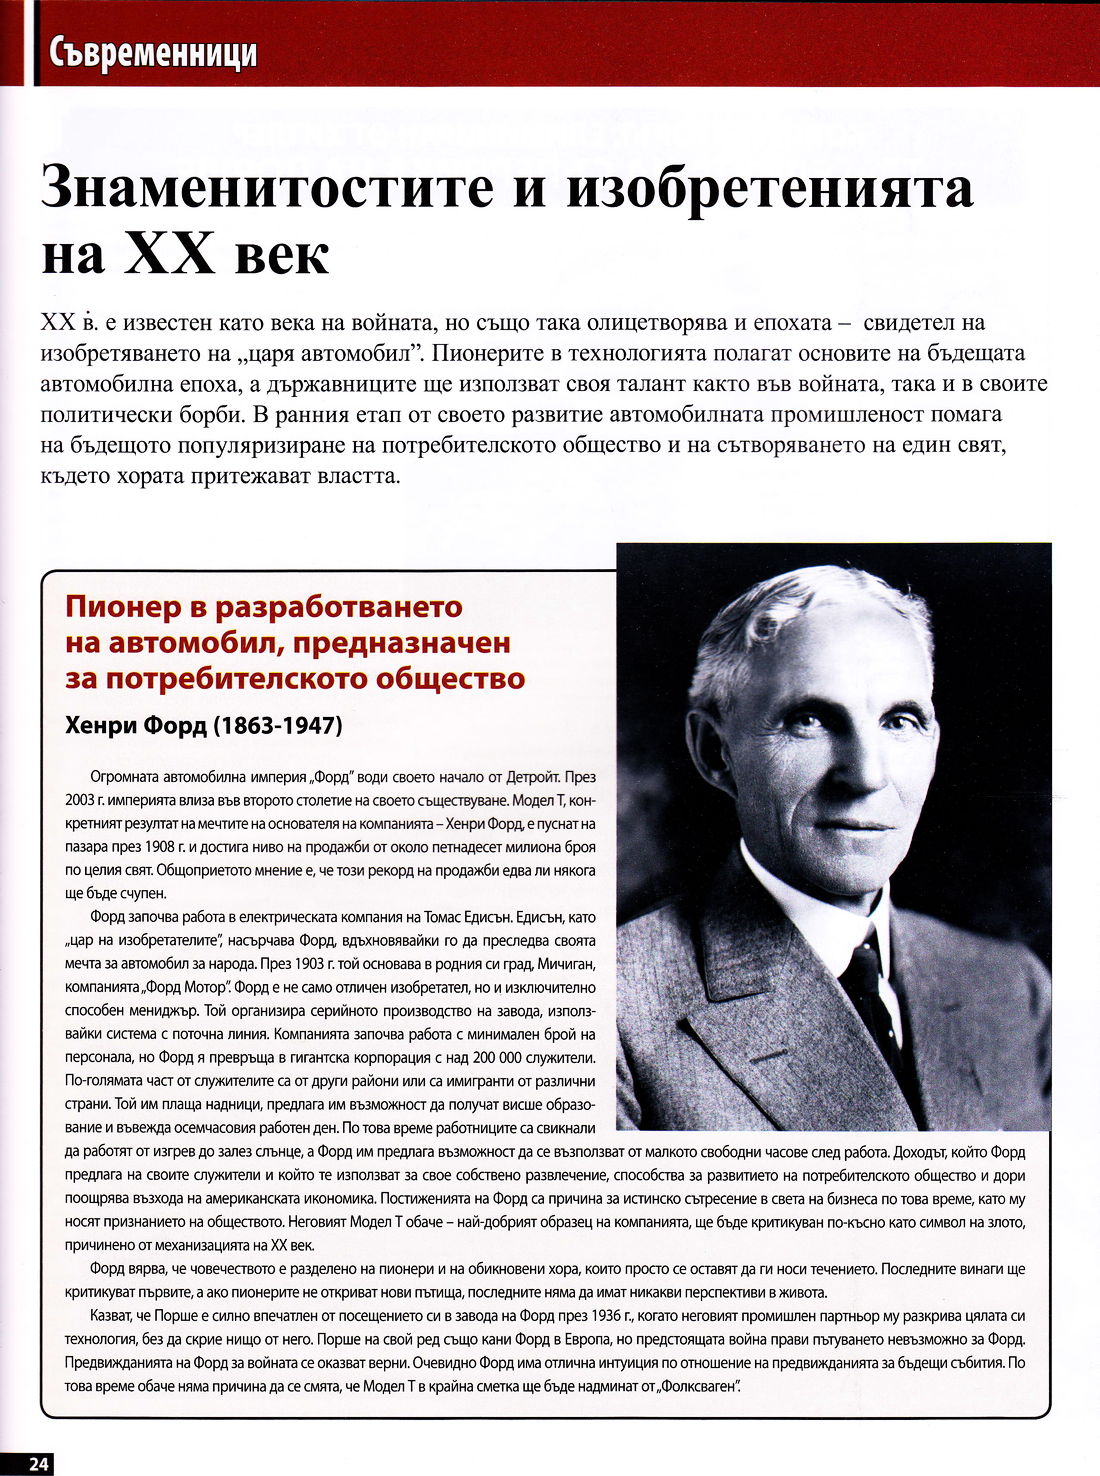 Съвременници
Знаменитостите и изобретенията
на XX век
XX в. е известен като века на войната, но също така олицетворява и епохата – свидетел на
изобретяването на „царя автомобил”. Пионерите в технологията полагат основите на бъдещата
автомобилна епоха, а държавниците ще използват своя талант както във войната, така и в своите
политически борби. В ранния етап от своето развитие автомобилната промишленост помага
на бъдещото популяризиране на потребителското общество и на сътворяването на един свят,
където хората притежават властта.
Пионер в разработването
на автомобил, предназначен
за потребителското общество
Хенри Форд (1863-1947)
Огромната автомобилна империя „Форд” води своето начало от Детройт. През
2003 г. империята влиза във второто столетие на своето съществуване. Модел Т, кон-
кретният резултат на мечтите на основателя на компанията – Хенри Форд, е пуснат на
пазара през 1908 г. и достига ниво на продажби от около петнадесет милиона броя
по целия свят. Общоприетото мнение е, че този рекорд на продажби едва ли някога
ще бъде счупен.
Форд започва работа в електрическата компания на Томас Едисън. Едисън, като
„цар на изобретателите”, насърчава Форд, вдъхновявайки го да преследва своята
мечта за автомобил за народа. През 1903 г. той основава в родния си град, Мичиган,
компанията „Форд Мотор”. Форд е не само отличен изобретател, но и изключително
способен мениджър. Той организира серийното производство на завода, използ-
вайки система с поточна линия. Компанията започва работа с минимален брой на
персонала, но Форд я превръща в гигантска корпорация с над 200 000 служители.
По-голямата част от служителите са от други райони или са имигранти от различни
страни. Той им плаща надници, предлага им възможност да получат висше образо-
вание и въвежда осемчасовия работен ден. По това време работниците са свикнали
да работят от изгрев до залез слънце, а Форд им предлага възможност да се възползват от малкото свободни часове след работа. Доходът, който Форд
предлага на своите служители и който те използват за свое собствено развлечение, способства за развитието на потребителското общество и дори
поощрява възхода на американската икономика. Постиженията на Форд са причина за истинско сътресение в света на бизнеса по това време, като му
носят признанието на обществото. Неговият Модел Т обаче – най-добрият образец на компанията, ще бъде критикуван по-късно като символ на злото,
причинено от механизацията на XX век.
Форд вярва, че човечеството е разделено на пионери и на обикновени хора, които просто се оставят да ги носи течението. Последните винаги ще
критикуват първите, а ако пионерите не откриват нови пътища, последните няма да имат никакви перспективи в живота.
Казват, че Порше е силно впечатлен от посещението си в завода на Форд през 1936 г., когато неговият промишлен партньор му разкрива цялата си
технология, без да скрие нищо от него. Порше на свой ред също кани Форд в Европа, но предстоящата война прави пътуването невъзможно за Форд.
Предвижданията на Форд за войната се оказват верни. Очевидно Форд има отлична интуиция по отношение на предвижданията за бъдещи събития. По
това време обаче няма причина да се смята, че Модел Т в крайна сметка ще бъде надминат от „Фолксваген”.
24